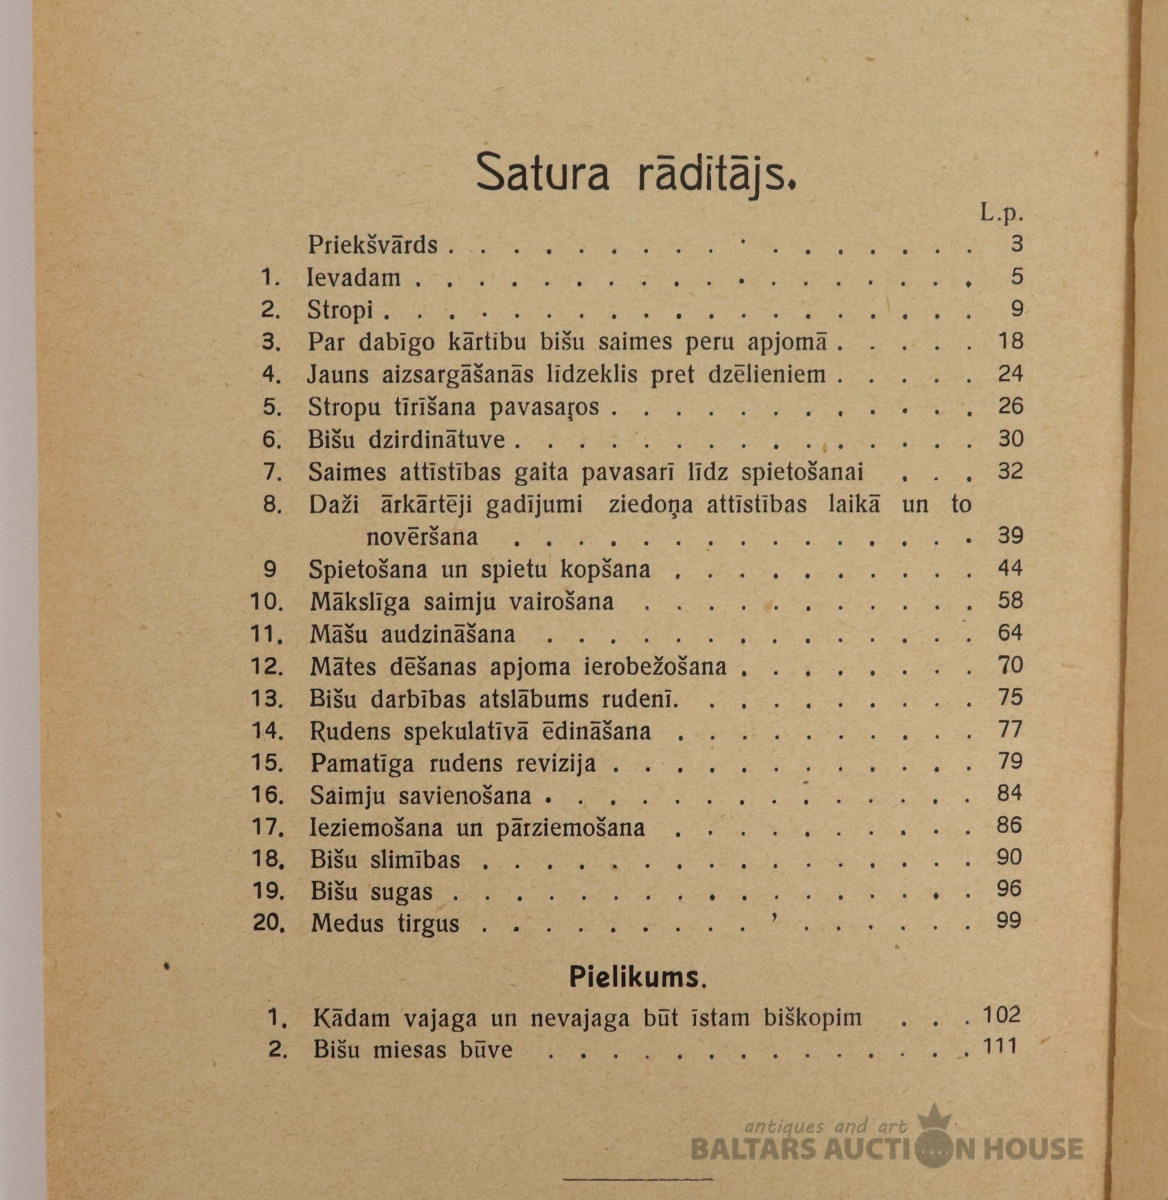 Satura rādītājs.
L.p.
Priekšvārds . . . . . . . . . . . . . . . . . 3
1. Ievadam . . . . . . . . . . . . . . . . . . 5
2. Stropi . . . . . . . . . . . . . . . . . . . 9
3. Par dabīgo kārtību bišu saimes peru apjomā . . . . . 18
4. Jauns aizsargāšanās līdzeklis pret dzēlieniem . . . . . 24
5. Stropu tīrīšana pavasaŗos . . . . . . . . . . . . 26
6. Bišu dzirdinātuve . . . . . . . . . . . . . . . 30
7. Saimes attīstības gaita pavasarī līdz spietošanai . . . 32
8. Daži ārkārtēji gadījumi ziedoņa attīstības laikā un to
novēršana . . . . . . . . . . . . . . . 39
9 Spietošana un spietu kopšana . . . . . . . . . . 44
10. Mākslīga saimju vairošana . . . . . . . . . . . 58
11. Māšu audzināšana . . . . . . . . . . . . . . 64
12. Mātes dēšanas apjoma ierobežošana . . . . . . . . 70
13. Bišu darbības atslābums rudenī. . . . . . . . . . 75
14. Rudens spekulatīvā ēdināšana . . . . . . . . . . 77
15. Pamatīga rudens revizija . . . . . . . . . . . . 79
16. Saimju savienošana . . . . . . . . . . . . . . 84
17. Ieziemošana un pārziemošana . . . . . . . . . . 86
18. Bišu slimības . . . . . . . . . . . . . . . . 90
19. Bišu sugas . . . . . . . . . . . . . . . . . 96
20. Medus tirgus . . . . . . . . . ’ . . . . . . 99
Pielikums.
1. Kādam vajaga un nevajaga būt īstam biškopim . . . 102
2. Bišu miesas būve . . . . . . . . . . . . . . 111
antiques and art
BALTARS AUCTION HOUSE